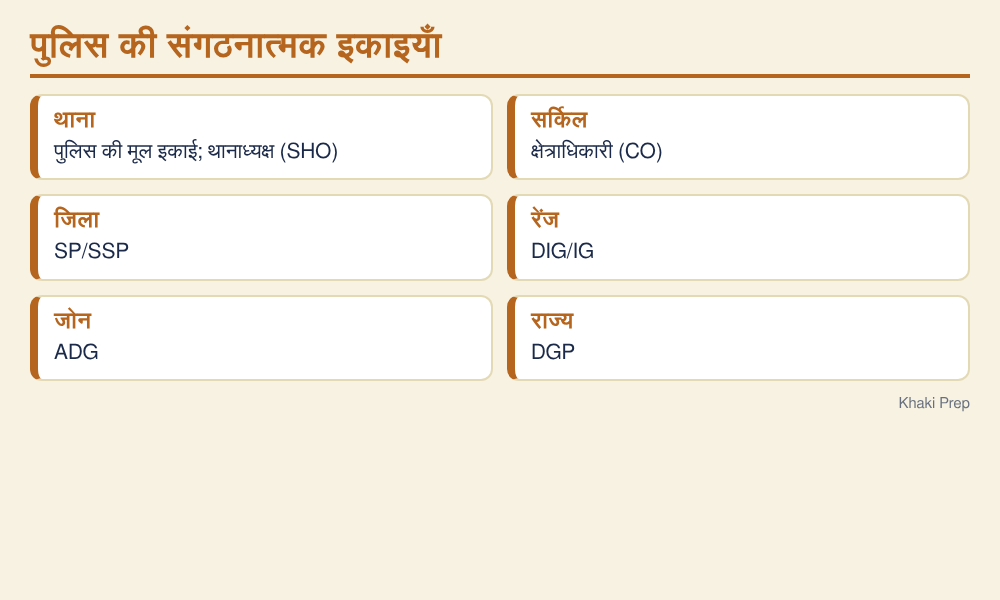 पुलिस की संगठनात्मक इकाइयाँ
थाना
पुलिस की मूल इकाई; थानाध्यक्ष (SHO)
सर्किल
क्षेत्राधिकारी (CO)
जिला
SP/SSP
रेंज
DIG/IG
जोन
ADG
राज्य
DGP
Khaki Prep